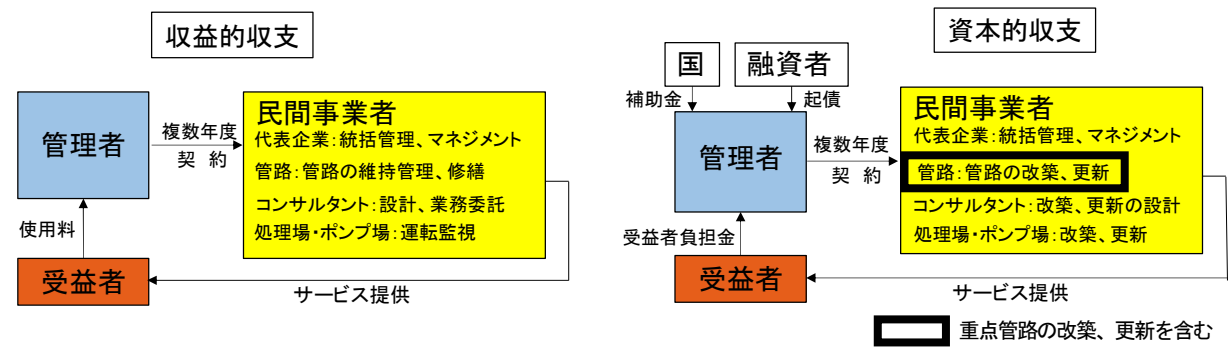 収益的収支
管理者
複数年度
契 約
民間事業者
代表企業：統括管理、マネジメント
管路：管路の維持管理、修繕
コンサルタント：設計、業務委託
処理場・ポンプ場：運転監視
使用料
受益者
サービス提供
資本的収支
国
融資者
補助金
起債
管理者
複数年度
契 約
民間事業者
代表企業：統括管理、マネジメント
管路：管路の改築、更新
コンサルタント：改築、更新の設計
処理場・ポンプ場：改築、更新
受益者負担金
受益者
サービス提供
重点管路の改築、更新を含む